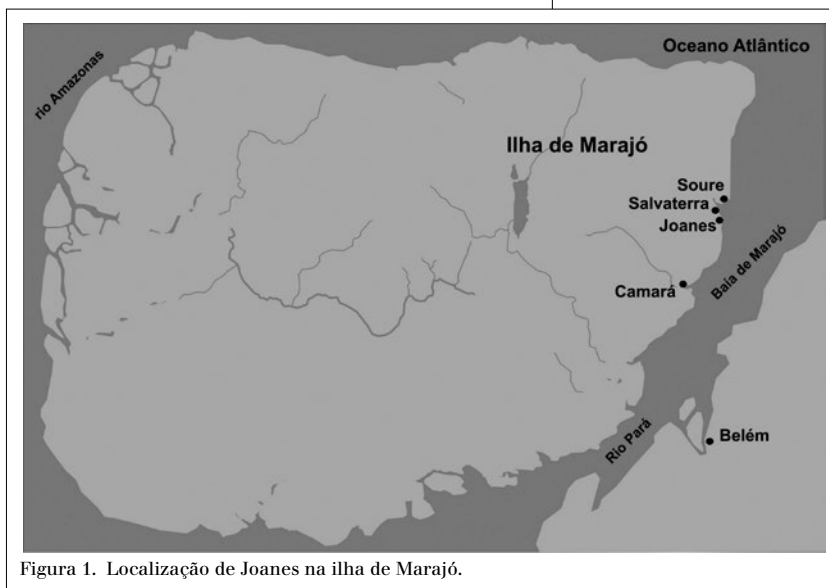 Oceano Atlântico
rio Amazonas
Ilha de Marajó
Soure
Salvaterra
Joanes
Baía de Marajó
Camará
Belém
Rio Pará
Figura 1. Localização de Joanes na ilha de Marajó.